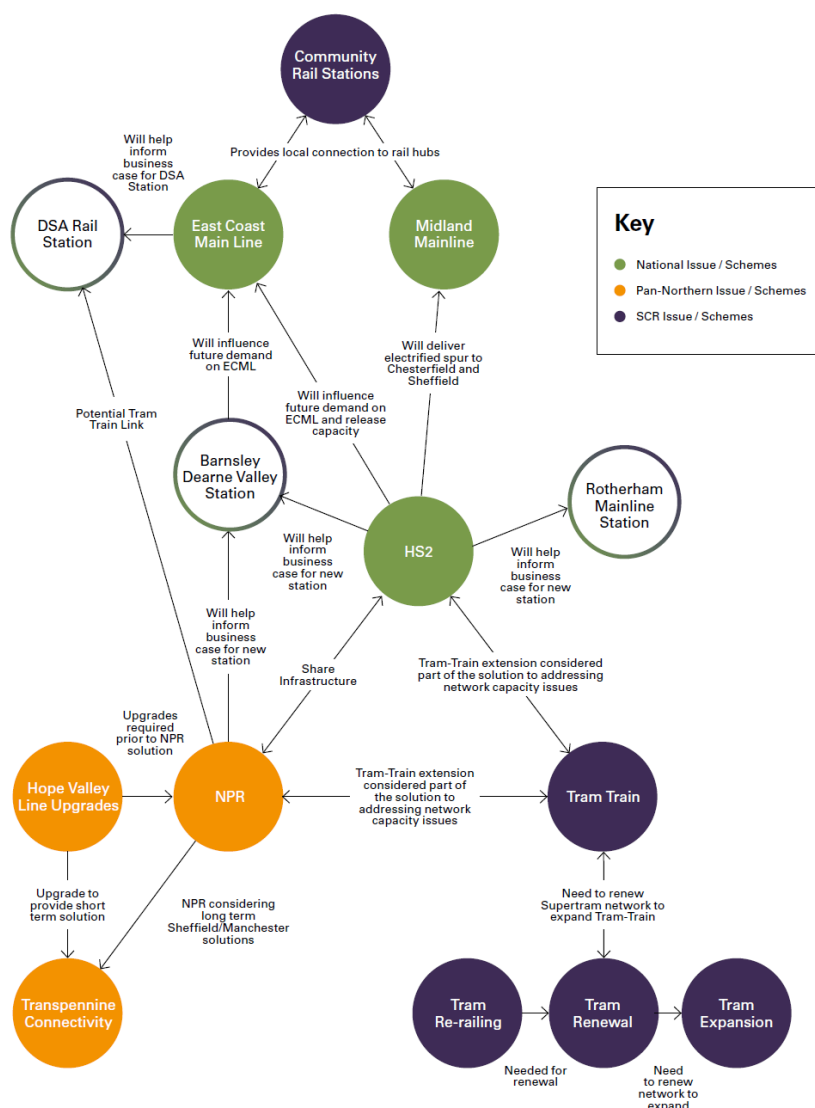 Community
Rail Stations
Will help
inform
business
case for DSA
Station
Provides local connection to rail hubs
DSA Rail
Station
East Coast
Main Line
Midland
Mainline
Key
National Issue / Schemes
Pan-Northern Issue / Schemes
SCR Issue / Schemes
Will influence
future demand
on ECML
Will deliver
electrified spur to
Chesterfield and
Sheffield
Will influence
future demand on
ECML and release
capacity
Potential Tram
Train Link
Barnsley
Dearne Valley
Station
Rotherham
Mainline
Station
HS2
Will help
inform
business
case for new
station
Will help
inform
business
case for new
station
Will help
inform
business
case for new
station
Share
Infrastructure
Tram-Train extension considered
part of the solution to addressing
network capacity issues
Upgrades
required
prior to NPR
solution
Hope Valley
Line Upgrades
NPR
Tram-Train extension
considered part of
the solution to
addressing network
capacity issues
Tram Train
Upgrade to
provide short
term solution
NPR considering
long term
Sheffield/Manchester
solutions
Need to renew
Supertram network to
expand Tram-Train
Transpennine
Connectivity
Tram
Re-railing
Tram
Renewal
Tram
Expansion
Needed for
renewal
Need
to renew
network to
expand